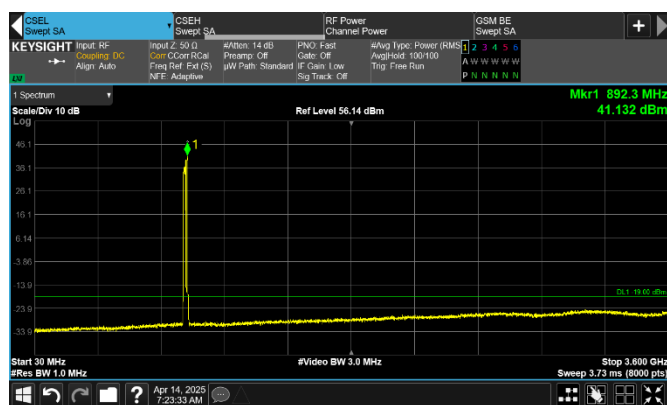 CSEL
Swept SA
CSEH
Swept SA
RF Power
Channel Power
GSM BE
Swept SA
+
KEYSIGHT
Input: RF
Coupling: DC
Align: Auto
Input Z: 50 Ω
Corr CCorr RCal
Freq Ref: Ext (S)
NFE: Adaptive
#Atten: 14 dB
Preamp: Off
µW Path: Standard
PNO: Fast
Gate: Off
IF Gain: Low
Sig Track: Off
#Avg Type: Power (RMS
Avg|Hold: 100/100
Trig: Free Run
1 2 3 4 5 6
A W W W W W
P N N N N N
1 Spectrum
Scale/Div 10 dB
Log
Ref Level 56.14 dBm
Mkr1 892.3 MHz
41.132 dBm
46.1
36.1
26.1
16.1
6.14
-3.86
-13.9
-23.9
-33.9
1
DL1 -19.00 dBm
Start 30 MHz
#Res BW 1.0 MHz
#Video BW 3.0 MHz
Stop 3.600 GHz
Sweep 3.73 ms (8000 pts)
?
Apr 14, 2025
7:23:33 AM